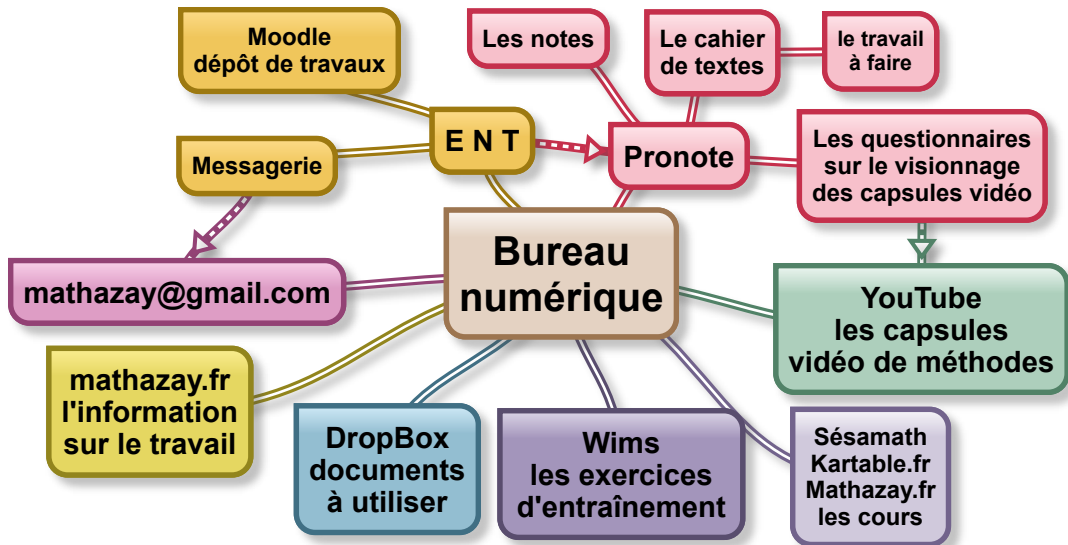 Moodle
dépôt de travaux
Les notes
Le cahier
de textes
le travail
à faire
E N T
Pronote
Messagerie
Les questionnaires
sur le visionnage
des capsules vidéo
Bureau
numérique
mathazay@gmail.com
YouTube
les capsules
vidéo de méthodes
mathazay.fr
l'information
sur le travail
DropBox
documents
à utiliser
Wims
les exercices
d'entraînement
Sésamath
Kartable.fr
Mathazay.fr
les cours